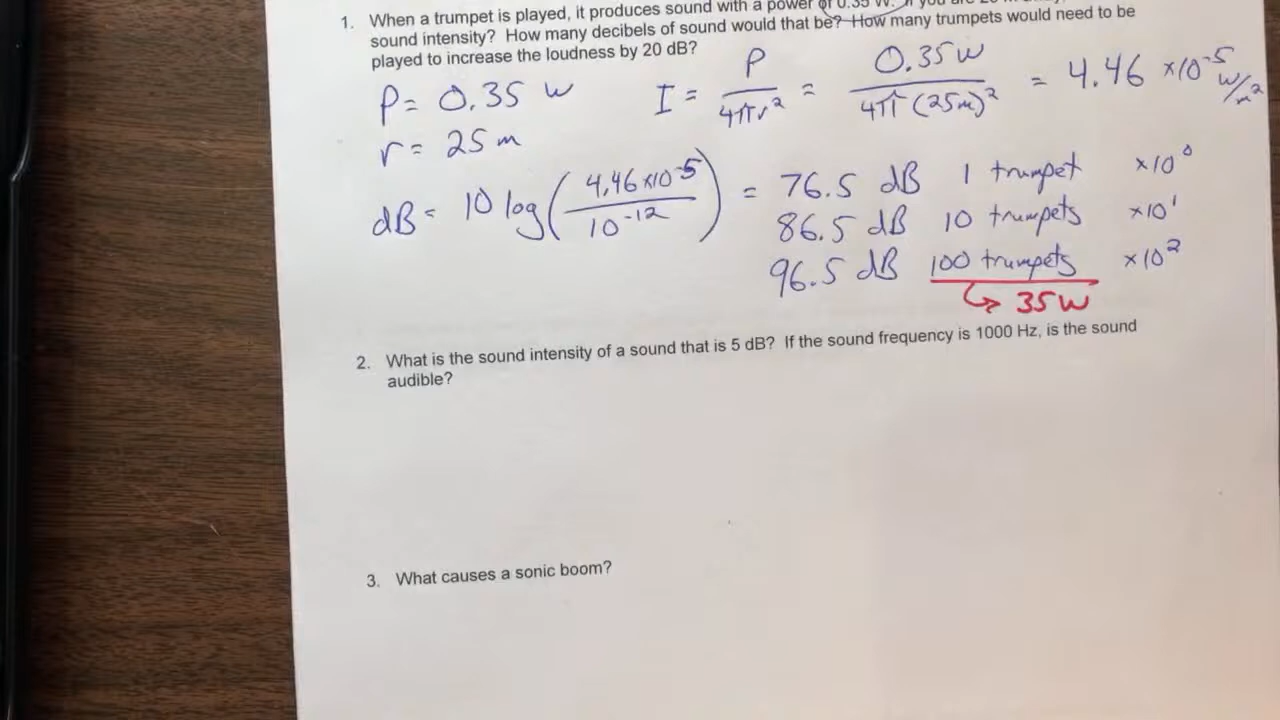 1. When a trumpet is played, it produces sound with a power of 0.35 W. If you are
sound intensity? How many decibels of sound would that be? How many trumpets would need to be
played to increase the loudness by 20 dB?
P = 0.35 W
I = P / 4πr² = 0.35 W / 4π (25m)² = 4.46 ×10⁻⁵ W/m²
r = 25 m
dB = 10 log (4.46×10⁻⁵ / 10⁻¹²) = 76.5 dB 1 trumpet ×10⁰
86.5 dB 10 trumpets ×10¹
96.5 dB 100 trumpets ×10²
↳ 35W
2. What is the sound intensity of a sound that is 5 dB? If the sound frequency is 1000 Hz, is the sound
audible?
3. What causes a sonic boom?